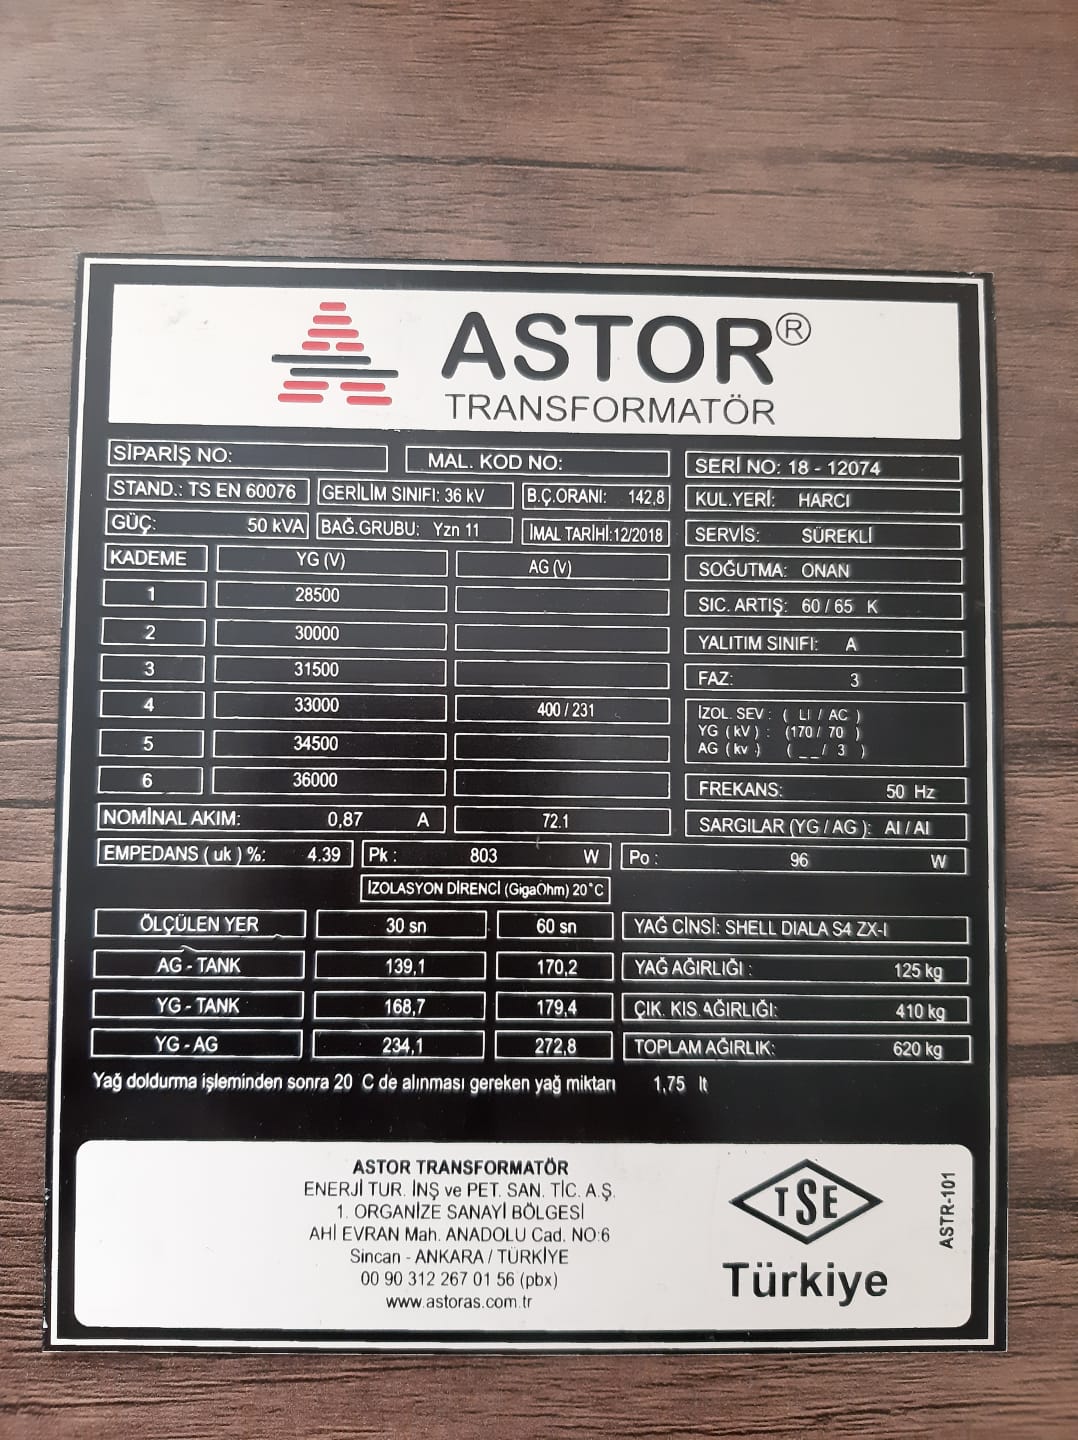 ASTOR®
TRANSFORMATÖR
SİPARİŞ NO:
MAL. KOD NO:
SERİ NO: 18 - 12074
STAND.: TS EN 60076
GERİLİM SINIFI: 36 kV
B.Ç.ORANI: 142,8
KUL.YERİ: HARCI
GÜÇ: 50 kVA
BAĞ.GRUBU: Yzn 11
İMAL TARİHİ:12/2018
SERVİS: SÜREKLİ
KADEME YG (V) AG (V)
SOĞUTMA: ONAN
1 28500
SIC. ARTIŞ: 60 / 65 K
2 30000
YALITIM SINIFI: A
3 31500
FAZ: 3
4 33000 400 / 231
İZOL. SEV : ( LI / AC )
YG ( kV ) : (170 / 70 )
AG ( kv ) ( _ _ / 3 )
5 34500
6 36000
FREKANS: 50 Hz
NOMİNAL AKIM: 0,87 A 72.1
SARGILAR (YG / AG ): Al / Al
EMPEDANS ( uk ) %: 4.39
Pk : 803 W
Po : 96 W
İZOLASYON DİRENCİ (GigaOhm) 20°C
ÖLÇÜLEN YER 30 sn 60 sn
YAĞ CİNSİ: SHELL DIALA S4 ZX-I
AG - TANK 139,1 170,2
YAĞ AĞIRLIĞI : 125 kg
YG - TANK 168,7 179,4
ÇIK. KIS. AĞIRLIĞI: 410 kg
YG - AG 234,1 272,8
TOPLAM AĞIRLIK: 620 kg
Yağ doldurma işleminden sonra 20 °C de alınması gereken yağ miktarı 1,75 lt
ASTOR TRANSFORMATÖR
ENERJİ TUR. İNŞ ve PET. SAN. TİC. A.Ş.
1. ORGANİZE SANAYİ BÖLGESİ
AHİ EVRAN Mah. ANADOLU Cad. NO:6
Sincan - ANKARA / TÜRKİYE
00 90 312 267 01 56 (pbx)
www.astoras.com.tr
TSE
Türkiye
ASTR-101